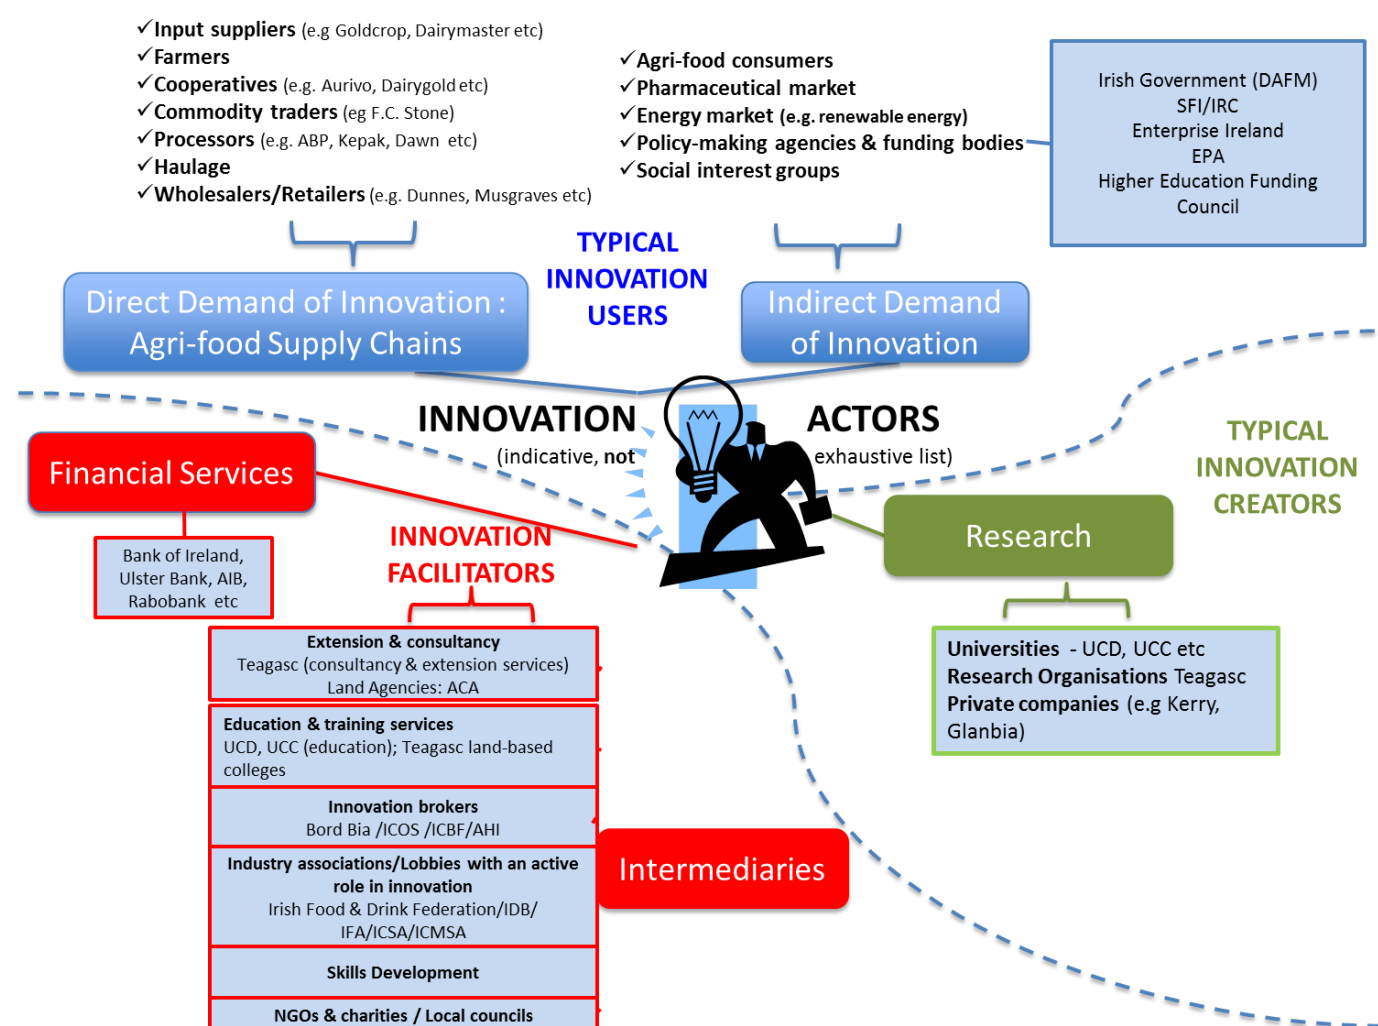 ✓Input suppliers (e.g Goldcrop, Dairymaster etc)
✓Farmers
✓Cooperatives (e.g. Aurivo, Dairygold etc)
✓Commodity traders (eg F.C. Stone)
✓Processors (e.g. ABP, Kepak, Dawn etc)
✓Haulage
✓Wholesalers/Retailers (e.g. Dunnes, Musgraves etc)
✓Agri-food consumers
✓Pharmaceutical market
✓Energy market (e.g. renewable energy)
✓Policy-making agencies & funding bodies
✓Social interest groups
Irish Government (DAFM)
SFI/IRC
Enterprise Ireland
EPA
Higher Education Funding
Council
TYPICAL
INNOVATION
USERS
Direct Demand of Innovation :
Agri-food Supply Chains
Indirect Demand
of Innovation
INNOVATION ACTORS
(indicative, not exhaustive list)
TYPICAL
INNOVATION
CREATORS
Financial Services
Bank of Ireland,
Ulster Bank, AIB,
Rabobank etc
INNOVATION
FACILITATORS
Research
Universities - UCD, UCC etc
Research Organisations Teagasc
Private companies (e.g Kerry,
Glanbia)
Extension & consultancy
Teagasc (consultancy & extension services)
Land Agencies: ACA
Education & training services
UCD, UCC (education); Teagasc land-based
colleges
Innovation brokers
Bord Bia /ICOS /ICBF/AHI
Industry associations/Lobbies with an active
role in innovation
Irish Food & Drink Federation/IDB/
IFA/ICSA/ICMSA
Skills Development
NGOs & charities / Local councils
Intermediaries